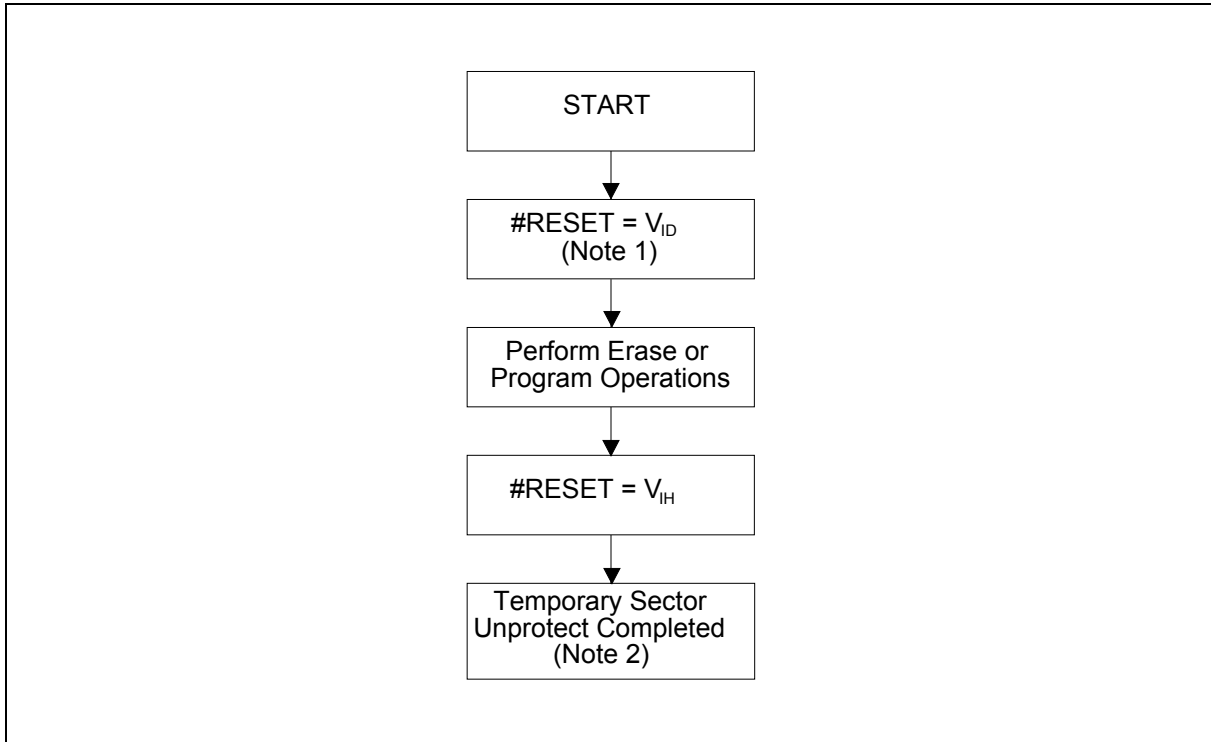 START
#RESET = VID
(Note 1)
Perform Erase or
Program Operations
#RESET = VIH
Temporary Sector
Unprotect Completed
(Note 2)